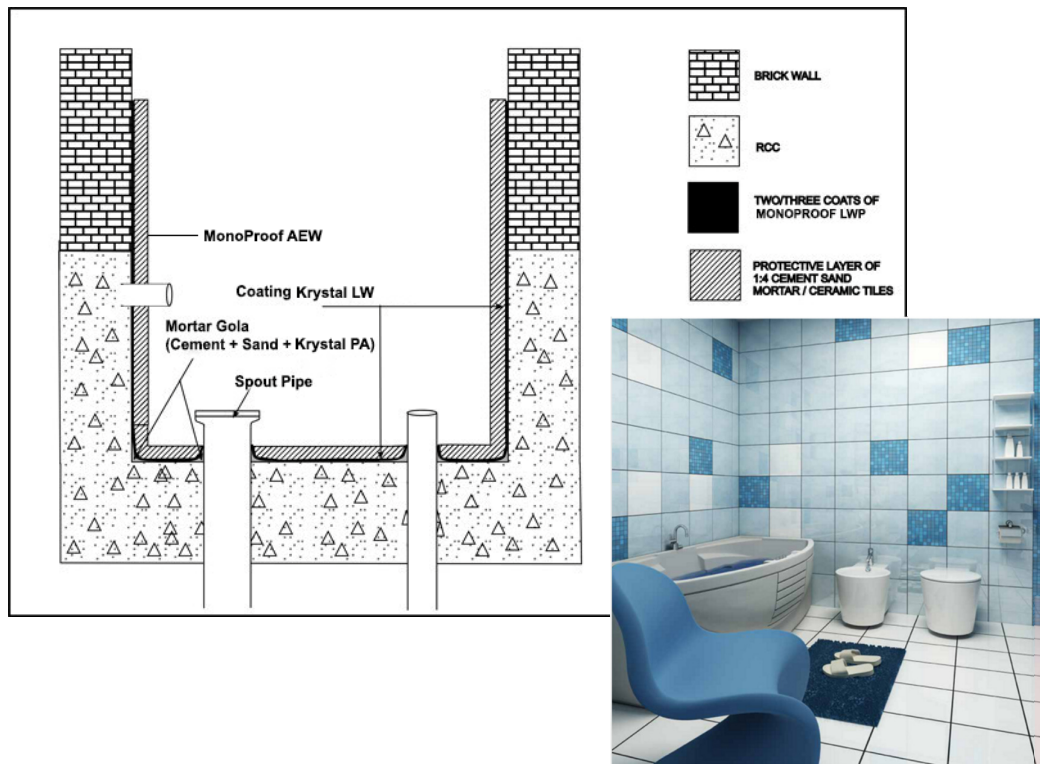 BRICK WALL
RCC
TWO/THREE COATS OF
MONOPROOF LWP
PROTECTIVE LAYER OF
1:4 CEMENT SAND
MORTAR / CERAMIC TILES
MonoProof AEW
Coating Krystal LW
Mortar Gola
(Cement + Sand + Krystal PA)
Spout Pipe